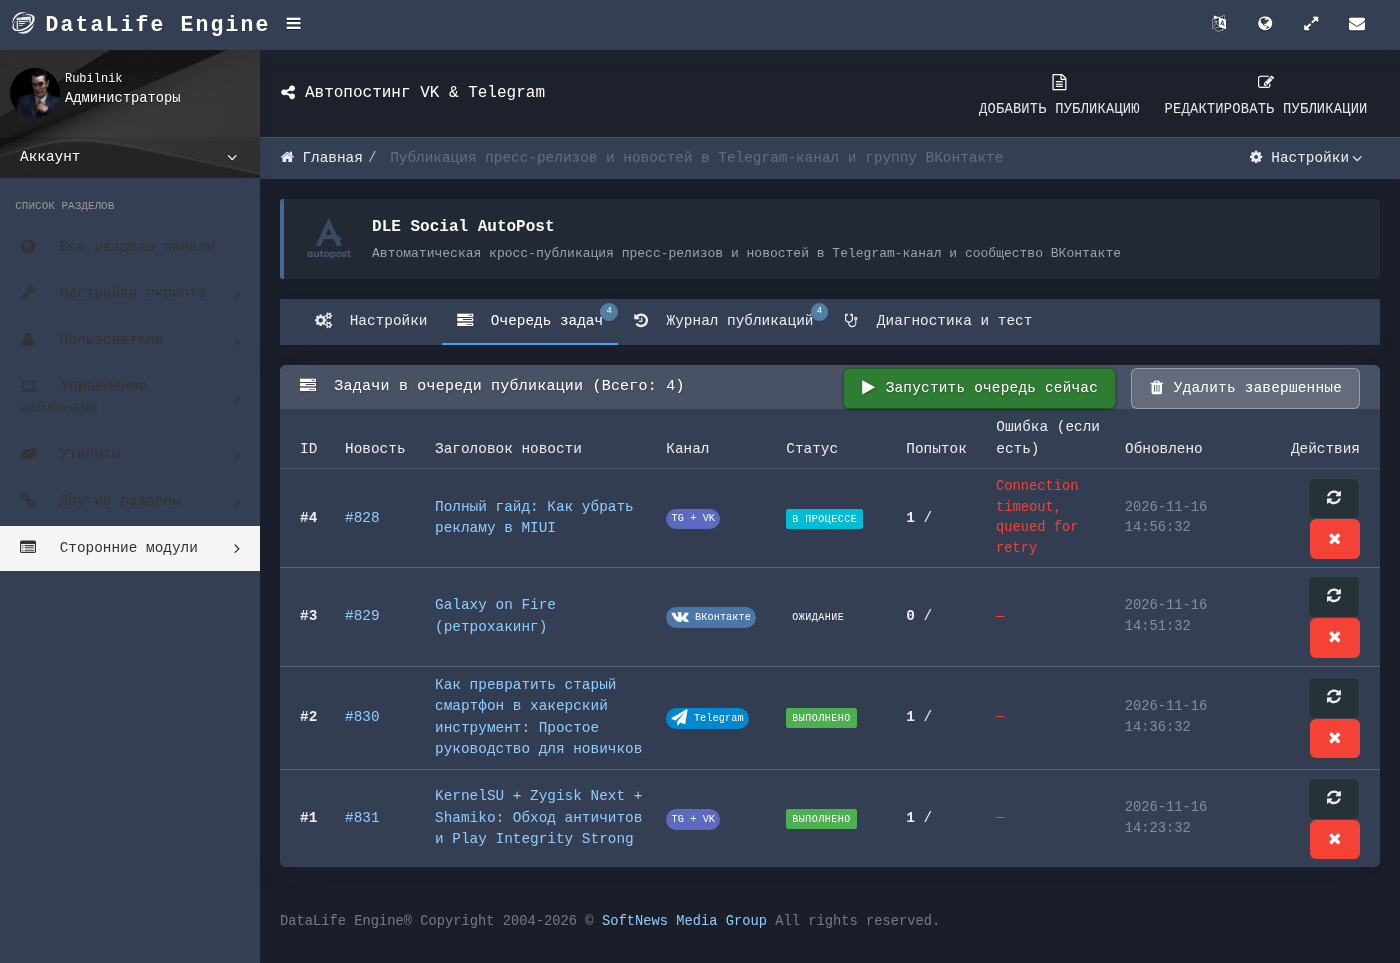 DataLife Engine
Rubilnik
Администраторы
Аккаунт
СПИСОК РАЗДЕЛОВ
Все разделы панели
Настройки скрипта
Пользователи
Управление
шаблонами
Утилиты
Другие разделы
Сторонние модули
Автопостинг VK & Telegram
ДОБАВИТЬ ПУБЛИКАЦИЮ
РЕДАКТИРОВАТЬ ПУБЛИКАЦИИ
Главная / Публикация пресс-релизов и новостей в Telegram-канал и группу ВКонтакте
Настройки
autopost
DLE Social AutoPost
Автоматическая кросс-публикация пресс-релизов и новостей в Telegram-канал и сообщество ВКонтакте
Настройки
Очередь задач 4
Журнал публикаций 4
Диагностика и тест
Задачи в очереди публикации (Всего: 4)
Запустить очередь сейчас
Удалить завершенные
ID Новость Заголовок новости Канал Статус Попыток Ошибка (если
есть) Обновлено Действия
#4 #828 Полный гайд: Как убрать
рекламу в MIUI
TG + VK
В ПРОЦЕССЕ
1 /
Connection
timeout,
queued for
retry
2026-11-16
14:56:32
#3 #829 Galaxy on Fire
(ретрохакинг)
ВКонтакте
ОЖИДАНИЕ
0 /
—
2026-11-16
14:51:32
#2 #830 Как превратить старый
смартфон в хакерский
инструмент: Простое
руководство для новичков
Telegram
ВЫПОЛНЕНО
1 /
—
2026-11-16
14:36:32
#1 #831 KernelSU + Zygisk Next +
Shamiko: Обход античитов
и Play Integrity Strong
TG + VK
ВЫПОЛНЕНО
1 /
—
2026-11-16
14:23:32
DataLife Engine® Copyright 2004-2026 © SoftNews Media Group All rights reserved.